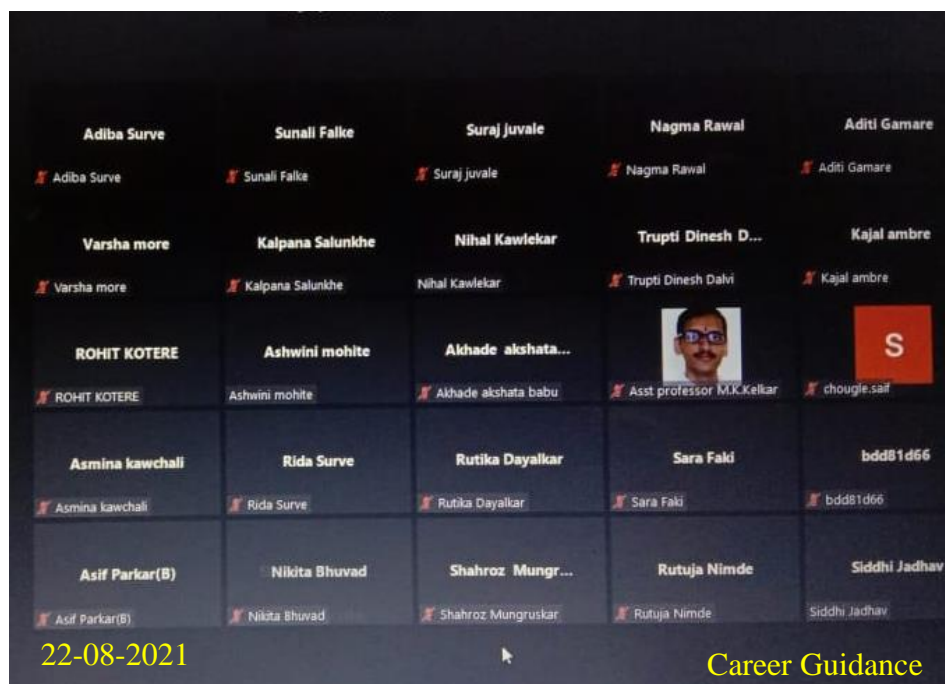 Adiba Surve Sunali Falke Suraj juvale Nagma Rawal Aditi Gamare
Adiba Surve Sunali Falke Suraj juvale Nagma Rawal Aditi Gamare
Varsha more Kalpana Salunkhe Nihal Kawlekar Trupti Dinesh D... Kajal ambre
Varsha more Kalpana Salunkhe Nihal Kawlekar Trupti Dinesh Dalvi Kajal ambre
ROHIT KOTERE Ashwini mohite Akhade akshata... S
ROHIT KOTERE Ashwini mohite Akhade akshata babu Asst professor M.K.Kelkar chougle.saif
Asmina kawchali Rida Surve Rutika Dayalkar Sara Faki bdd81d66
Asmina kawchali Rida Surve Rutika Dayalkar Sara Faki bdd81d66
Asif Parkar(B) Nikita Bhuvad Shahroz Mungr... Rutuja Nimde Siddhi Jadhav
Asif Parkar(B) Nikita Bhuvad Shahroz Mungruskar Rutuja Nimde Siddhi Jadhav
22-08-2021 Career Guidance